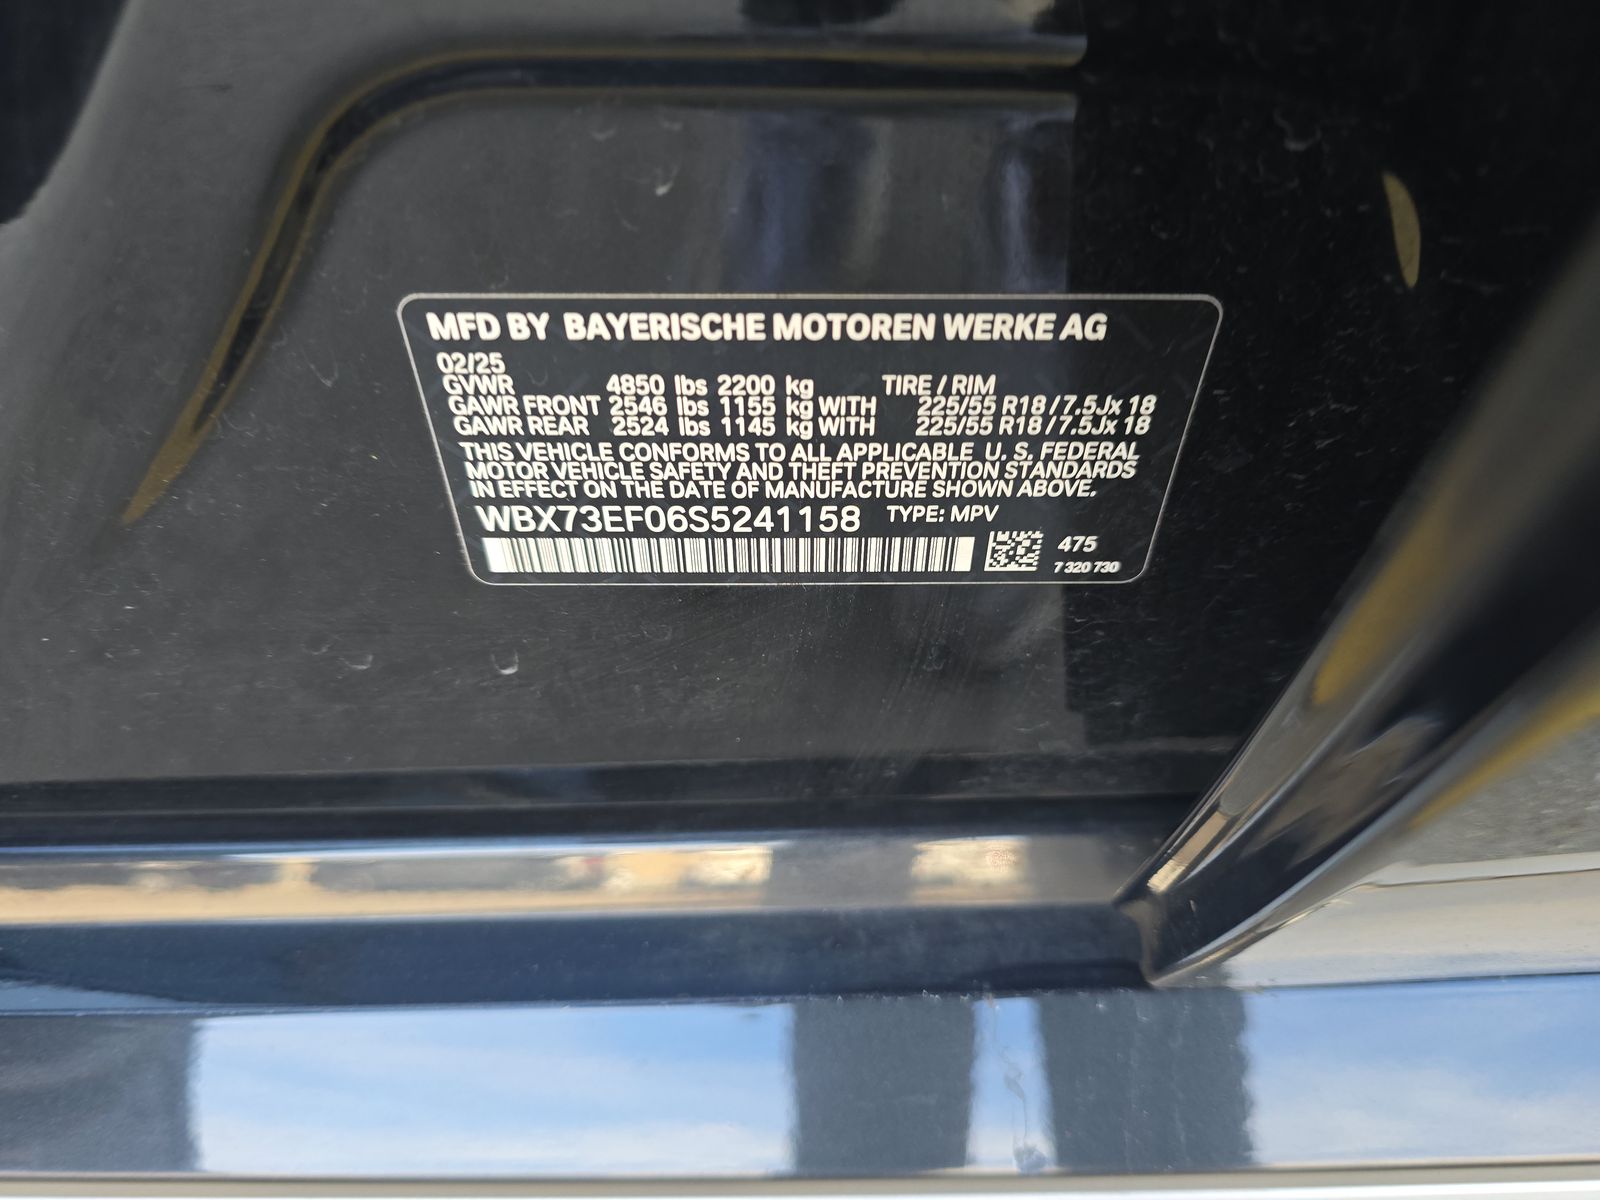 MFD BY BAYERISCHE MOTOREN WERKE AG
02/25
GVWR 4850 lbs 2200 kg TIRE / RIM
GAWR FRONT 2546 lbs 1155 kg WITH 225/55 R18 / 7.5Jx 18
GAWR REAR 2524 lbs 1145 kg WITH 225/55 R18 / 7.5Jx 18
THIS VEHICLE CONFORMS TO ALL APPLICABLE U. S. FEDERAL
MOTOR VEHICLE SAFETY AND THEFT PREVENTION STANDARDS
IN EFFECT ON THE DATE OF MANUFACTURE SHOWN ABOVE.
WBX73EF06S5241158 TYPE: MPV
475
7 320 730